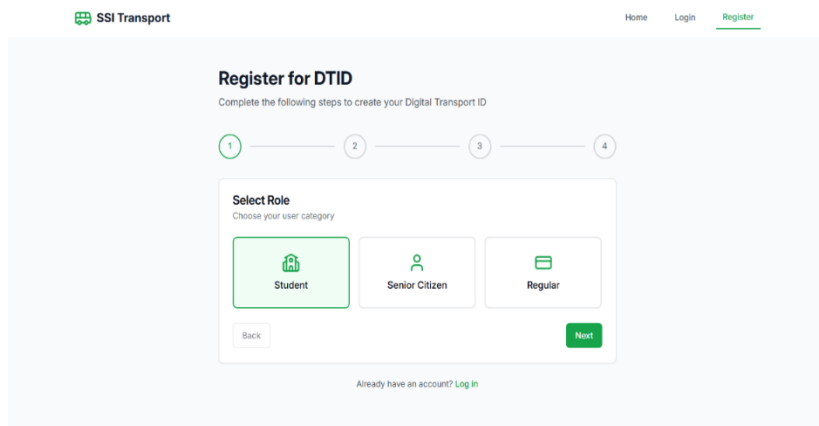 SSI Transport
Home Login Register
Register for DTID
Complete the following steps to create your Digital Transport ID
1 2 3 4
Select Role
Choose your user category
Student Senior Citizen Regular
Back Next
Already have an account? Log in